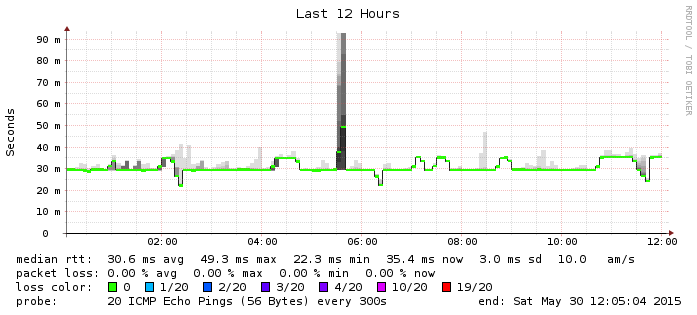 Last 12 Hours
RRDTOOL / TOBI OETIKER
Seconds
90 m
80 m
70 m
60 m
50 m
40 m
30 m
20 m
10 m
0
02:00 04:00 06:00 08:00 10:00 12:00
median rtt: 30.6 ms avg 49.3 ms max 22.3 ms min 35.4 ms now 3.0 ms sd 10.0 am/s
packet loss: 0.00 % avg 0.00 % max 0.00 % min 0.00 % now
loss color: 0 1/20 2/20 3/20 4/20 10/20 19/20
probe: 20 ICMP Echo Pings (56 Bytes) every 300s end: Sat May 30 12:05:04 2015